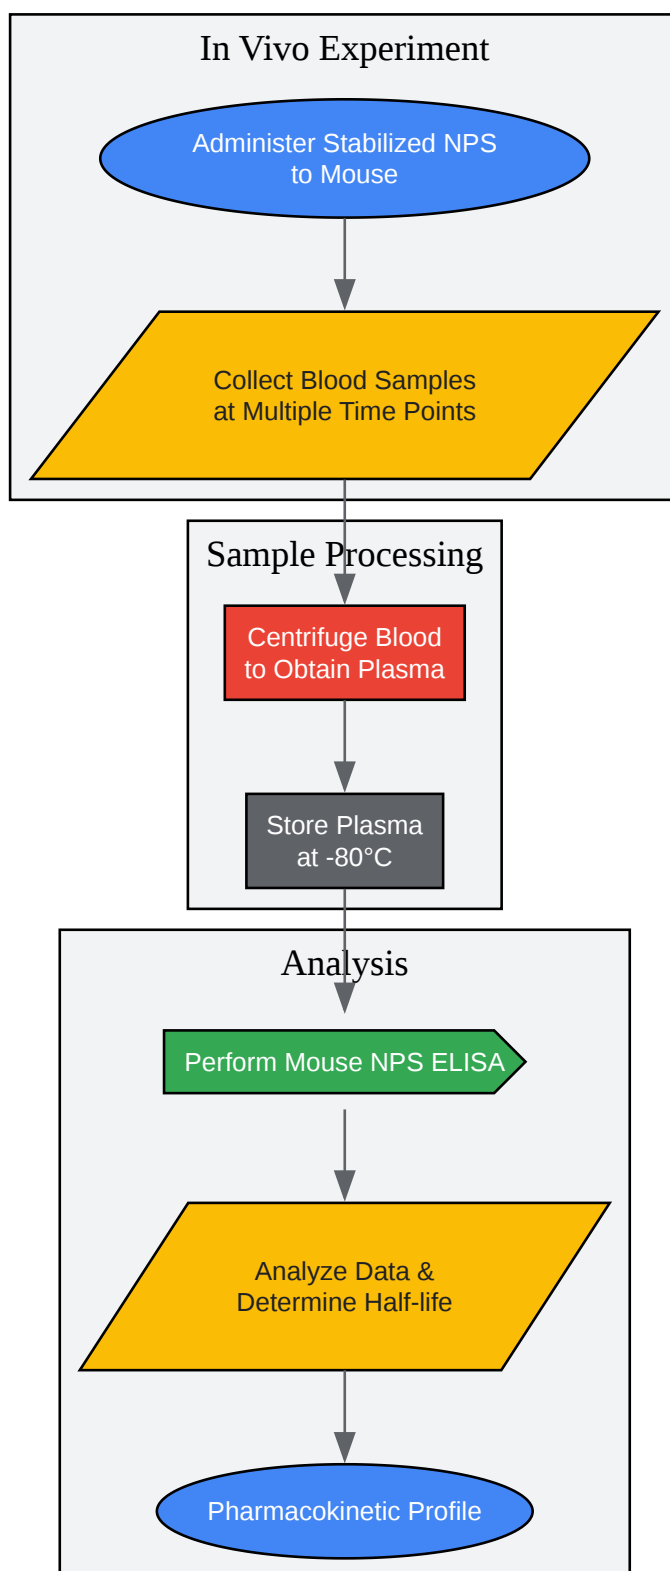 In Vivo Experiment
Administer Stabilized NPS
to Mouse
Collect Blood Samples
at Multiple Time Points
Sample Processing
Centrifuge Blood
to Obtain Plasma
Store Plasma
at -80°C
Analysis
Perform Mouse NPS ELISA
Analyze Data &
Determine Half-life
Pharmacokinetic Profile